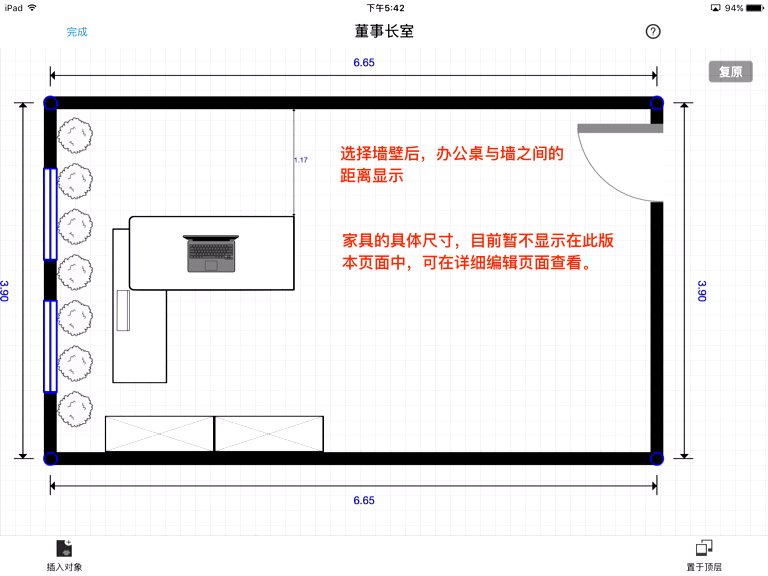 iPad 下午5:42 94%
完成 董事长室 ?
6.65
复原
1.17
选择墙壁后，办公桌与墙之间的
距离显示
家具的具体尺寸，目前暂不显示在此版
本页面中，可在详细编辑页面查看。
3.90
3.90
6.65
插入对象 置于顶层